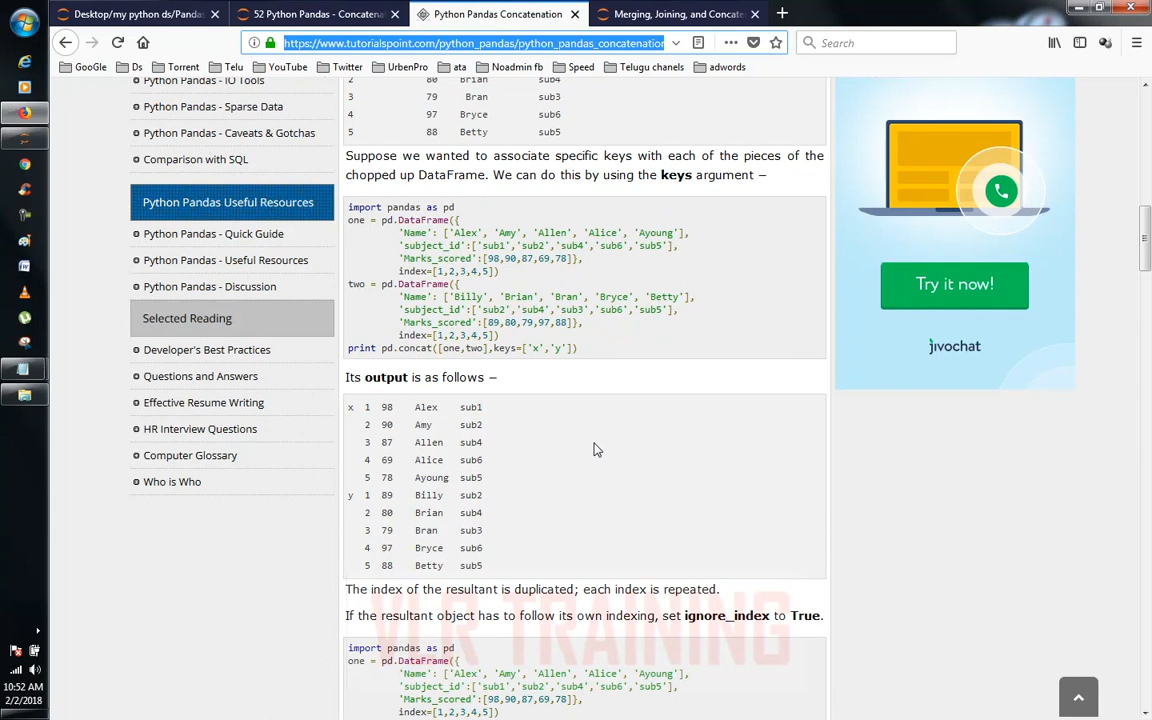 Desktop/my python ds/Pandas
52 Python Pandas - Concatena
Python Pandas Concatenation
Merging, Joining, and Concate
https://www.tutorialspoint.com/python_pandas/python_pandas_concatenation
Search
GooGle
Ds
Torrent
Telu
YouTube
Twitter
UrbenPro
ata
Noadmin fb
Speed
Telugu chanels
adwords
Python Pandas - IO Tools
Python Pandas - Sparse Data
Python Pandas - Caveats & Gotchas
Comparison with SQL
Python Pandas Useful Resources
Python Pandas - Quick Guide
Python Pandas - Useful Resources
Python Pandas - Discussion
Selected Reading
Developer's Best Practices
Questions and Answers
Effective Resume Writing
HR Interview Questions
Computer Glossary
Who is Who
2 80 Brian sub4
3 79 Bran sub3
4 97 Bryce sub6
5 88 Betty sub5
Suppose we wanted to associate specific keys with each of the pieces of the
chopped up DataFrame. We can do this by using the keys argument −
import pandas as pd
one = pd.DataFrame({
'Name': ['Alex', 'Amy', 'Allen', 'Alice', 'Ayoung'],
'subject_id':['sub1','sub2','sub4','sub6','sub5'],
'Marks_scored':[98,90,87,69,78]},
index=[1,2,3,4,5])
two = pd.DataFrame({
'Name': ['Billy', 'Brian', 'Bran', 'Bryce', 'Betty'],
'subject_id':['sub2','sub4','sub3','sub6','sub5'],
'Marks_scored':[89,80,79,97,88]},
index=[1,2,3,4,5])
print pd.concat([one,two],keys=['x','y'])
Its output is as follows −
x 1 98 Alex sub1
2 90 Amy sub2
3 87 Allen sub4
4 69 Alice sub6
5 78 Ayoung sub5
y 1 89 Billy sub2
2 80 Brian sub4
3 79 Bran sub3
4 97 Bryce sub6
5 88 Betty sub5
The index of the resultant is duplicated; each index is repeated.
If the resultant object has to follow its own indexing, set ignore_index to True.
VLR TRAINING
import pandas as pd
one = pd.DataFrame({
'Name': ['Alex', 'Amy', 'Allen', 'Alice', 'Ayoung'],
'subject_id':['sub1','sub2','sub4','sub6','sub5'],
'Marks_scored':[98,90,87,69,78]},
index=[1,2,3,4,5])
Try it now!
jivochat
10:52 AM
2/2/2018